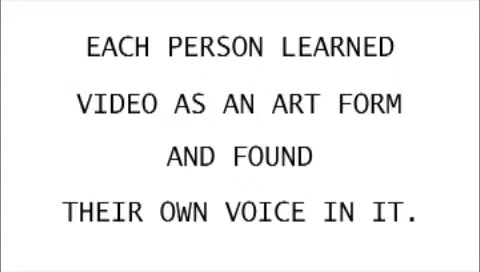 EACH PERSON LEARNED
VIDEO AS AN ART FORM
AND FOUND
THEIR OWN VOICE IN IT.